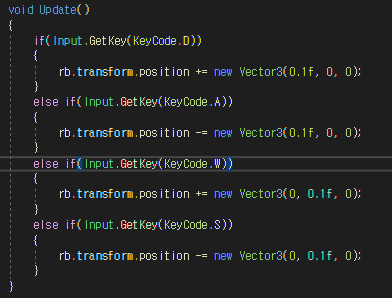 void Update()
{
if(Input.GetKey(KeyCode.D))
{
rb.transform.position += new Vector3(0.1f, 0, 0);
}
else if(Input.GetKey(KeyCode.A))
{
rb.transform.position -= new Vector3(0.1f, 0, 0);
}
else if(Input.GetKey(KeyCode.W))
{
rb.transform.position += new Vector3(0, 0.1f, 0);
}
else if(Input.GetKey(KeyCode.S))
{
rb.transform.position -= new Vector3(0, 0.1f, 0);
}
}